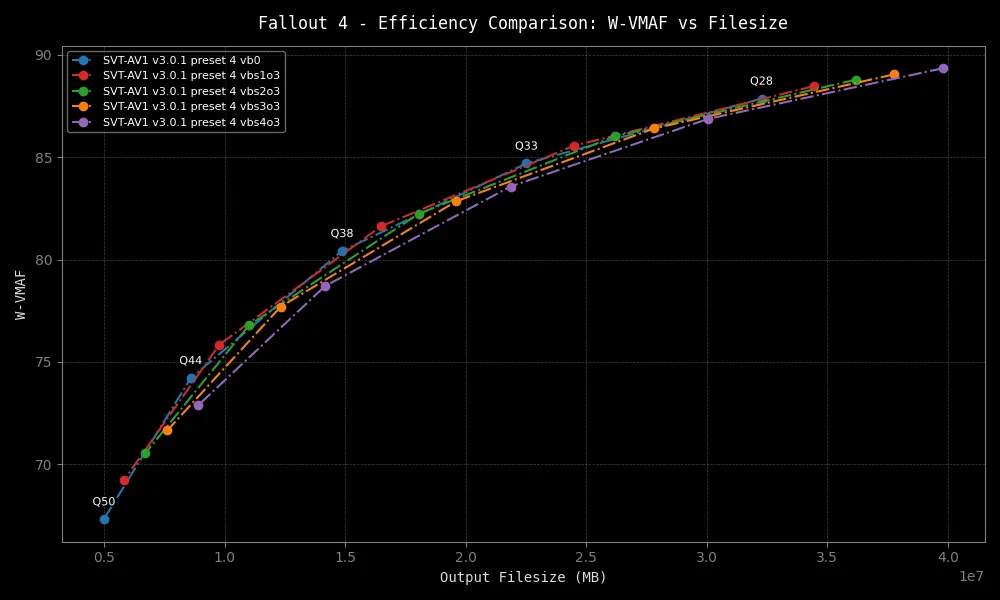 Fallout 4 - Efficiency Comparison: W-VMAF vs Filesize
SVT-AV1 v3.0.1 preset 4 vb0
SVT-AV1 v3.0.1 preset 4 vbs1o3
SVT-AV1 v3.0.1 preset 4 vbs2o3
SVT-AV1 v3.0.1 preset 4 vbs3o3
SVT-AV1 v3.0.1 preset 4 vbs4o3
90
85
80
75
70
W-VMAF
Q28
Q33
Q38
Q44
Q50
0.5 1.0 1.5 2.0 2.5 3.0 3.5 4.0
1e7
Output Filesize (MB)